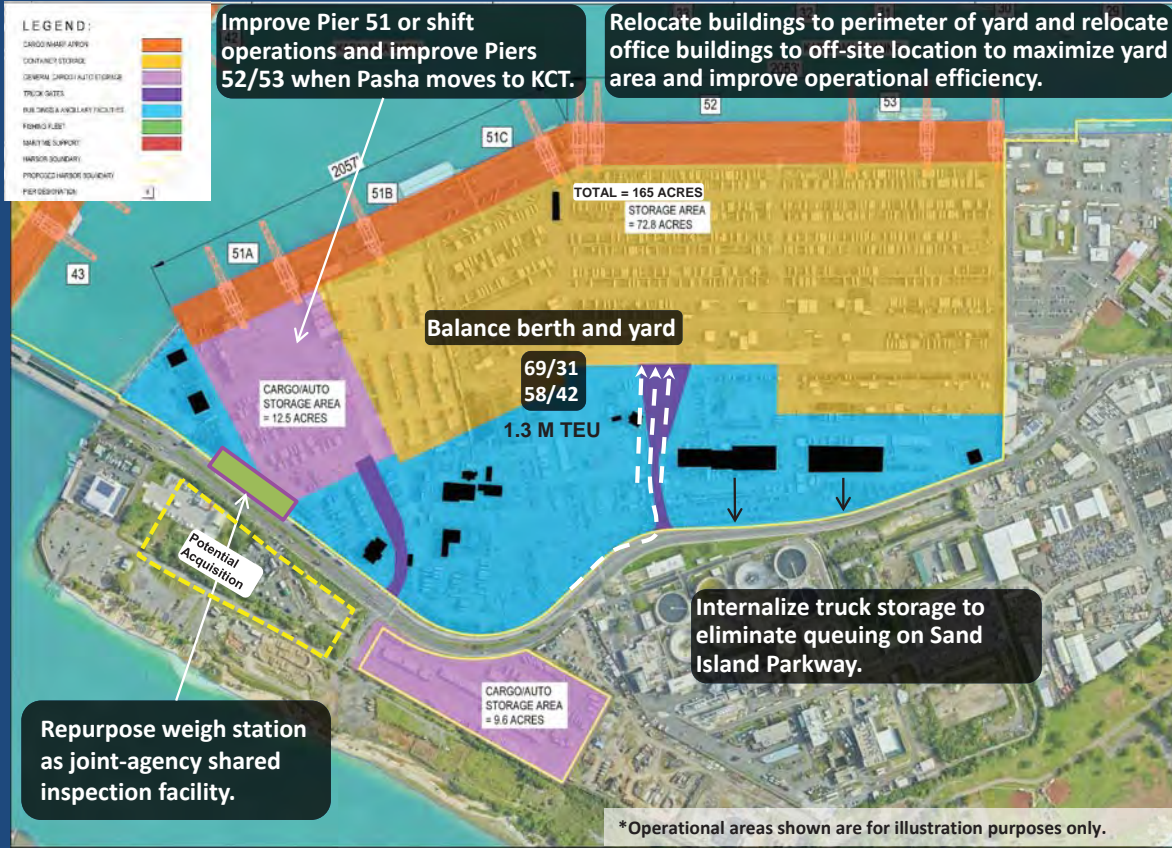 LEGEND:
CARGO WHARF APRON
CONTAINER STORAGE
GENERAL CARGO / AUTO STORAGE
TRUCK GATES
BUILDINGS & ANCILLARY FACILITIES
FISHING FLEET
MARITIME SUPPORT
HARBOR BOUNDARY
PROPOSED HARBOR BOUNDARY
PIER DESIGNATION
Improve Pier 51 or shift
operations and improve Piers
52/53 when Pasha moves to KCT.
Relocate buildings to perimeter of yard and relocate
office buildings to off-site location to maximize yard
area and improve operational efficiency.
2053'
52
53
51C
2057'
51B
51A
43
TOTAL = 165 ACRES
STORAGE AREA
= 72.8 ACRES
Balance berth and yard
69/31
58/42
1.3 M TEU
CARGO/AUTO
STORAGE AREA
= 12.5 ACRES
Potential
Acquisition
Internalize truck storage to
eliminate queuing on Sand
Island Parkway.
CARGO/AUTO
STORAGE AREA
= 9.6 ACRES
Repurpose weigh station
as joint-agency shared
inspection facility.
*Operational areas shown are for illustration purposes only.